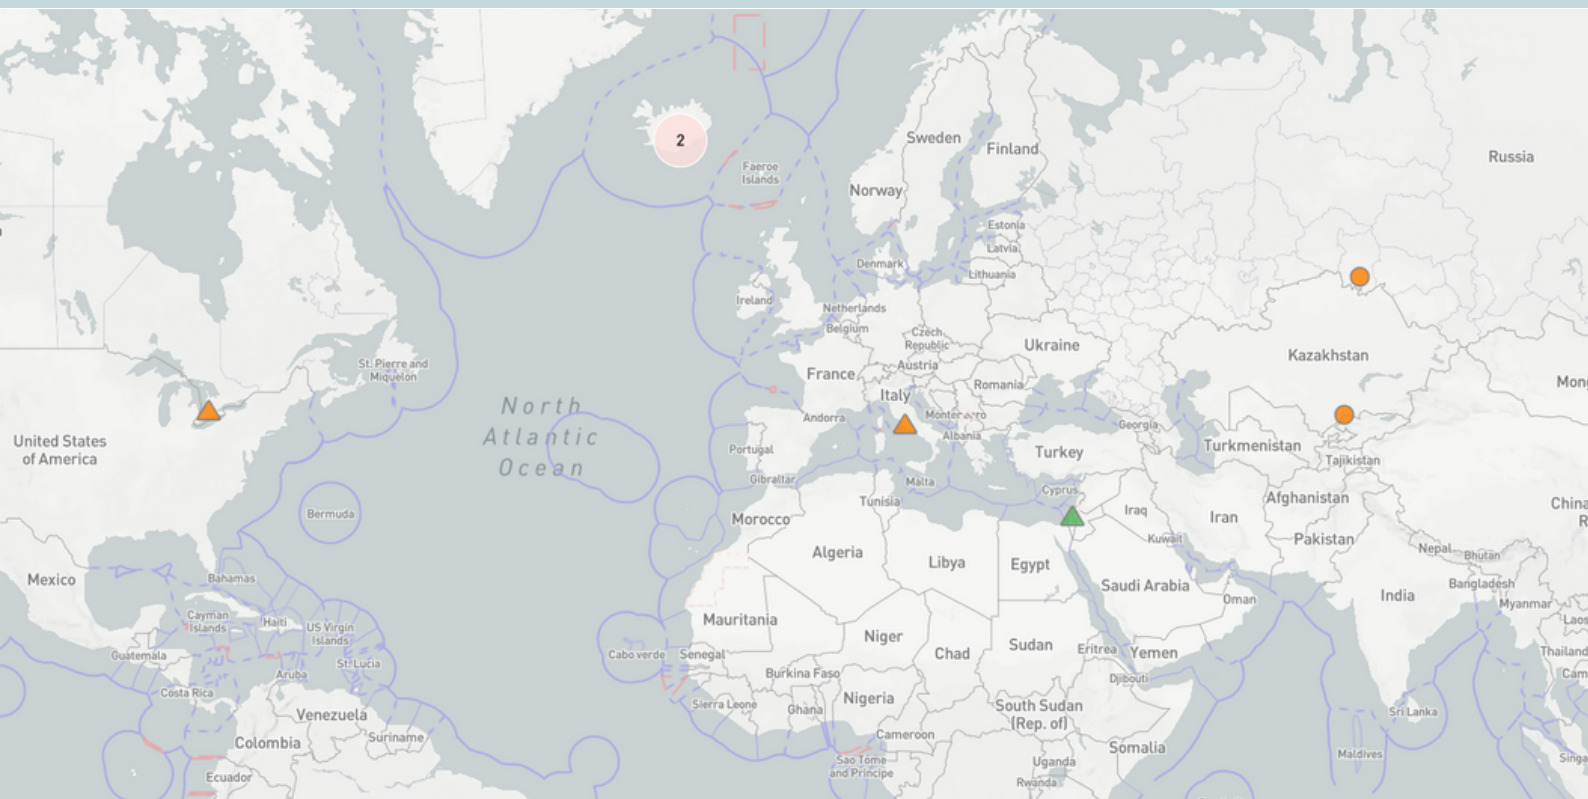 2
Sweden
Finland
Russia
Faeroe
Islands
Norway
Estonia
Latvia
Denmark
Lithuania
Ireland
Netherlands
Belgium
Czech
Republic
Ukraine
Kazakhstan
St. Pierre and
Miquelon
France
Austria
Romania
Italy
North
Atlantic
Ocean
Andorra
Albania
Georgia
United States
of America
Portugal
Turkey
Turkmenistan
Tajikistan
Gibraltar
Malta
Cyprus
Tunisia
Afghanistan
Bermuda
Morocco
Iraq
Iran
China
Kuwait
Pakistan
Algeria
Libya
Egypt
Nepal
Bhutan
Mexico
Bahamas
Saudi Arabia
India
Bangladesh
Oman
Myanmar
Cayman
Islands
Haiti
US Virgin
Islands
Mauritania
Niger
Sudan
Laos
Guatemala
St. Lucia
Cabo verde
Senegal
Chad
Eritrea
Yemen
Thailand
Aruba
Burkina Faso
Djibouti
Costa Rica
Sierra Leone
Ghana
Nigeria
South Sudan
(Rep. of)
Sri Lanka
Venezuela
Suriname
Cameroon
Colombia
Somalia
Maldives
Sao Tome
and Principe
Uganda
Ecuador
Rwanda